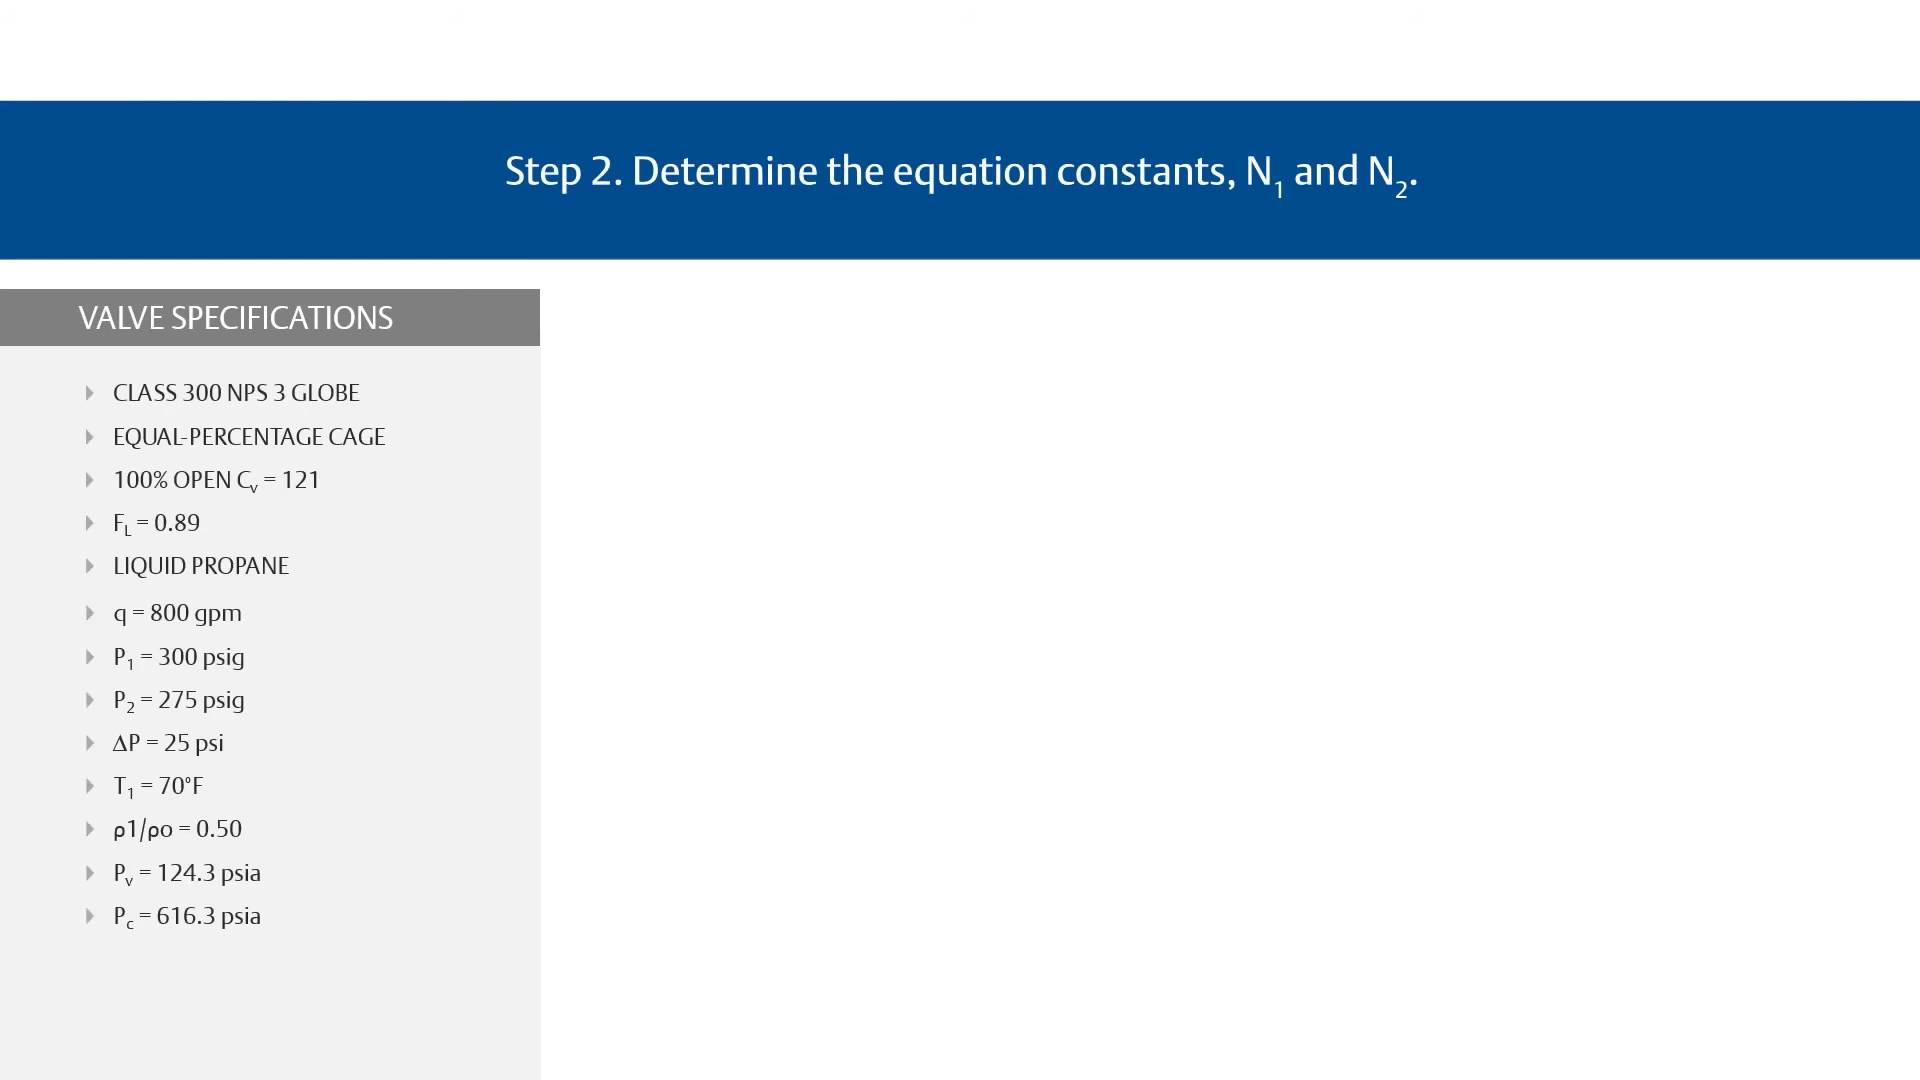 Step 2. Determine the equation constants, N₁ and N₂.
VALVE SPECIFICATIONS
CLASS 300 NPS 3 GLOBE
EQUAL-PERCENTAGE CAGE
100% OPEN Cᵥ = 121
F_L = 0.89
LIQUID PROPANE
q = 800 gpm
P₁ = 300 psig
P₂ = 275 psig
ΔP = 25 psi
T₁ = 70°F
ρ1/ρo = 0.50
Pᵥ = 124.3 psia
P_c = 616.3 psia